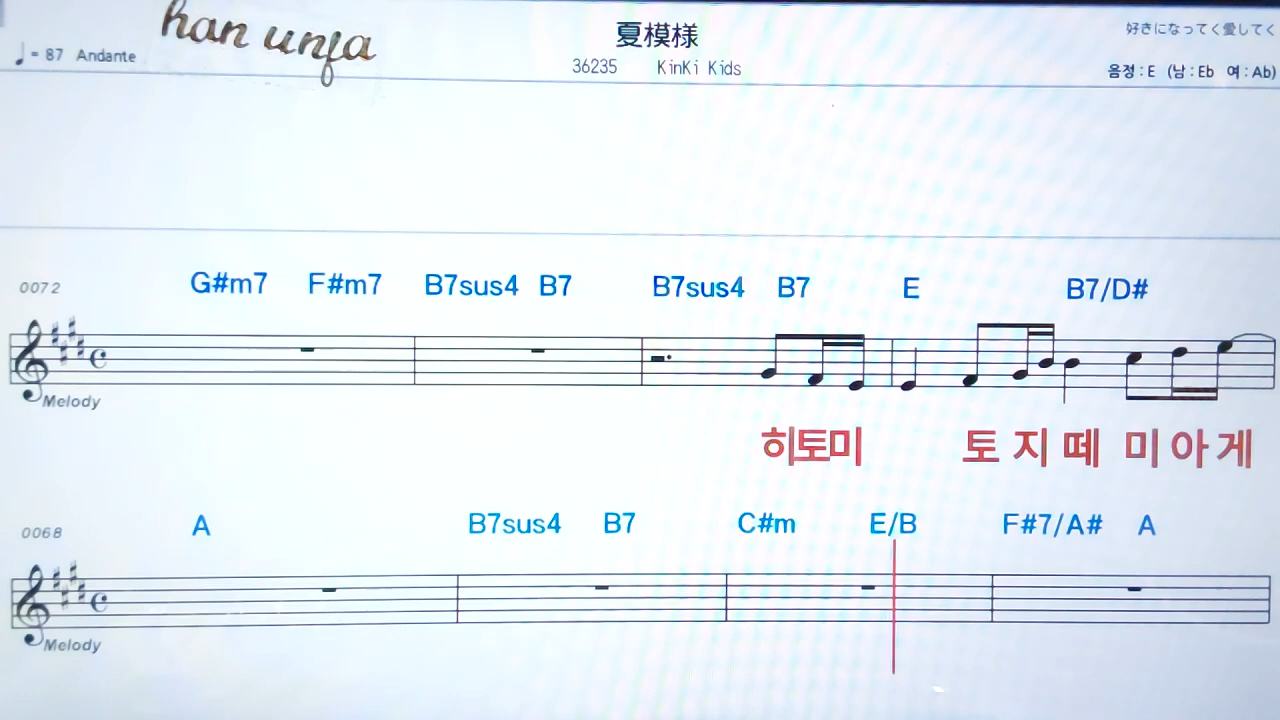 han unfa
夏模様
好きになってく愛してく
♩= 87 Andante
36235 KinKi Kids
음정 : E (남 : Eb 여 : Ab)
0072 G#m7 F#m7 B7sus4 B7 B7sus4 B7 E B7/D#
Melody
히토미 토 지 떼 미 아 게
0068 A B7sus4 B7 C#m E/B F#7/A# A
Melody